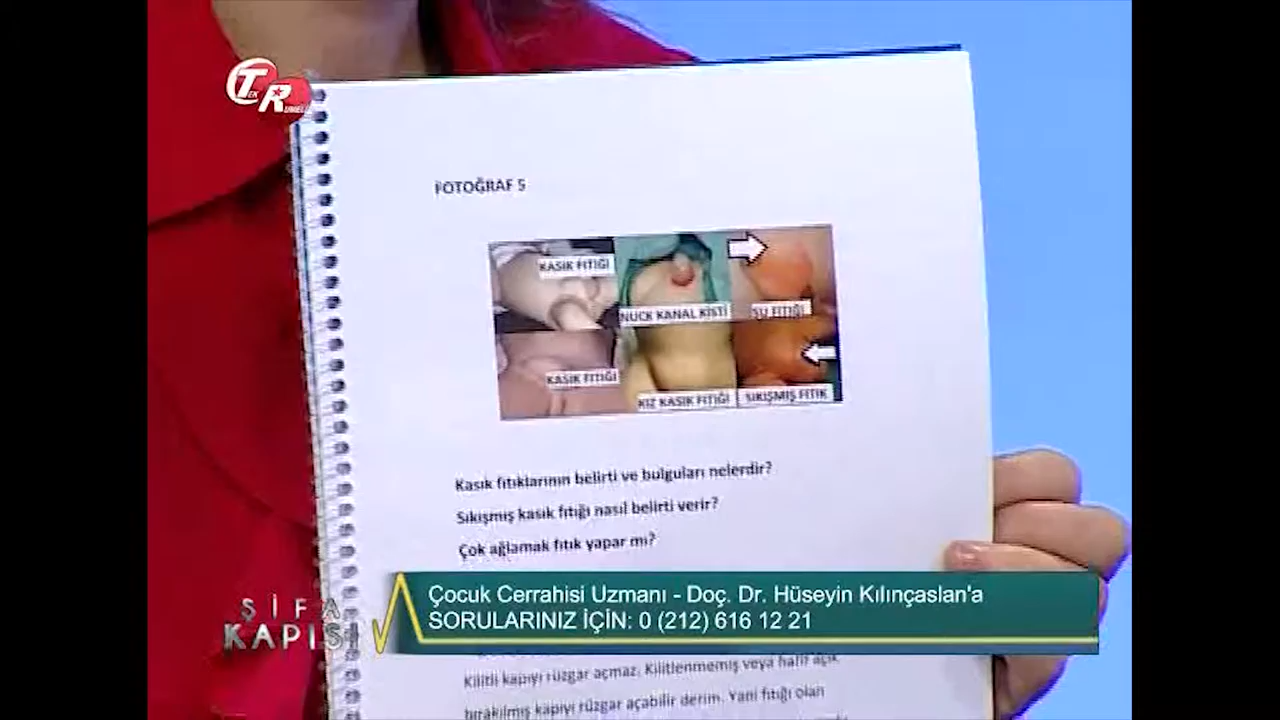 TEK RUMELİ
FOTOĞRAF 5
KASIK FITIĞI
NUCK KANAL KİSTİ
SU FITIĞI
KASIK FITIĞI
KIZ KASIK FITIĞI
SIKIŞMIŞ FITIK
Kasık fıtıklarının belirti ve bulguları nelerdir?
Sıkışmış kasık fıtığı nasıl belirti verir?
Çok ağlamak fıtık yapar mı?
Çocuk Cerrahisi Uzmanı - Doç. Dr. Hüseyin Kılınçaslan'a
SORULARINIZ İÇİN: 0 (212) 616 12 21
ŞİFA
KAPISI
Kilitli kapıyı rüzgar açmaz. Kilitlenmemiş veya hafif açık
bırakılmış kapıyı rüzgar açabilir derim. Yani fıtığı olan